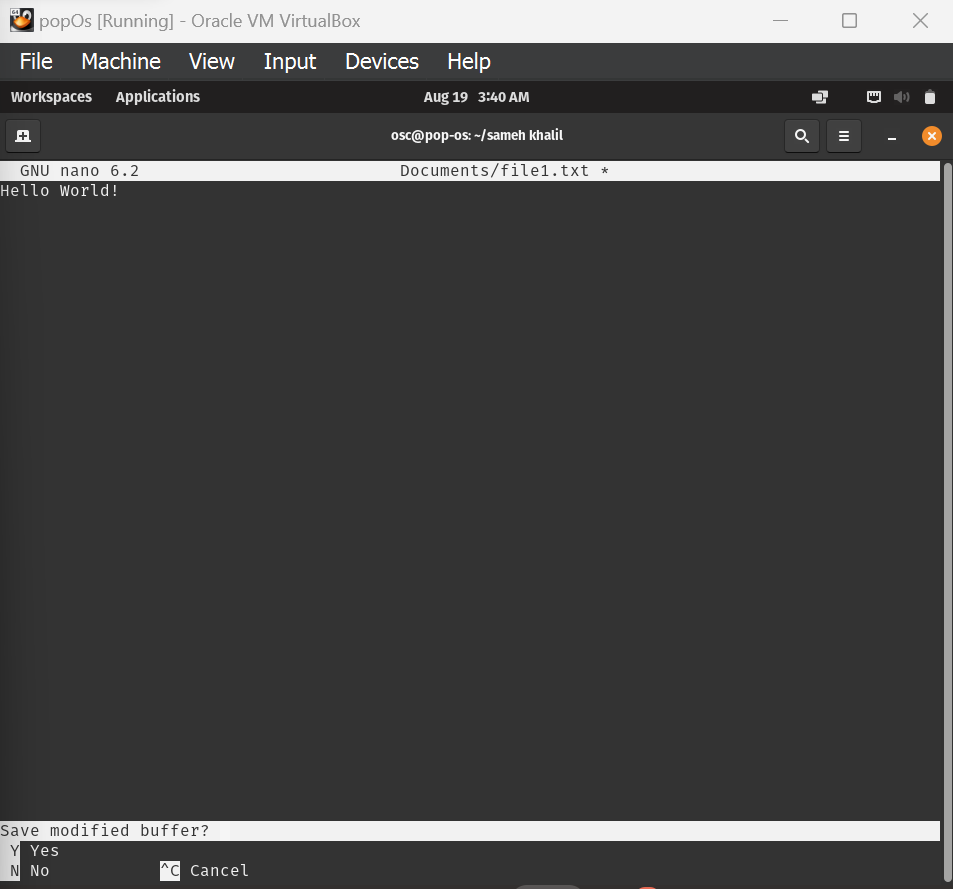 popOs [Running] - Oracle VM VirtualBox
File Machine View Input Devices Help
Workspaces Applications Aug 19 3:40 AM
osc@pop-os: ~/sameh khalil
GNU nano 6.2 Documents/file1.txt *
Hello World!
Save modified buffer?
Y Yes
N No ^C Cancel